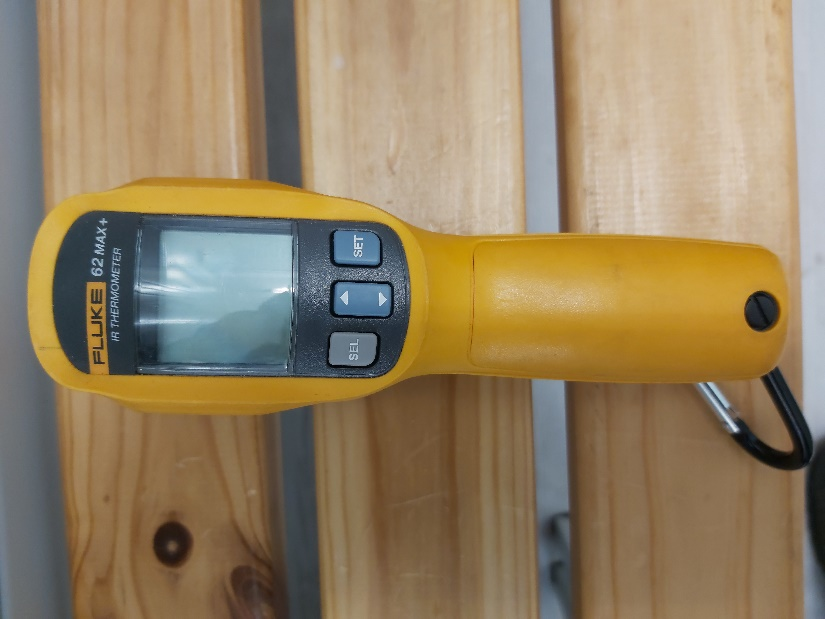 FLUKE 62 MAX+
IR THERMOMETER
SET
SEL